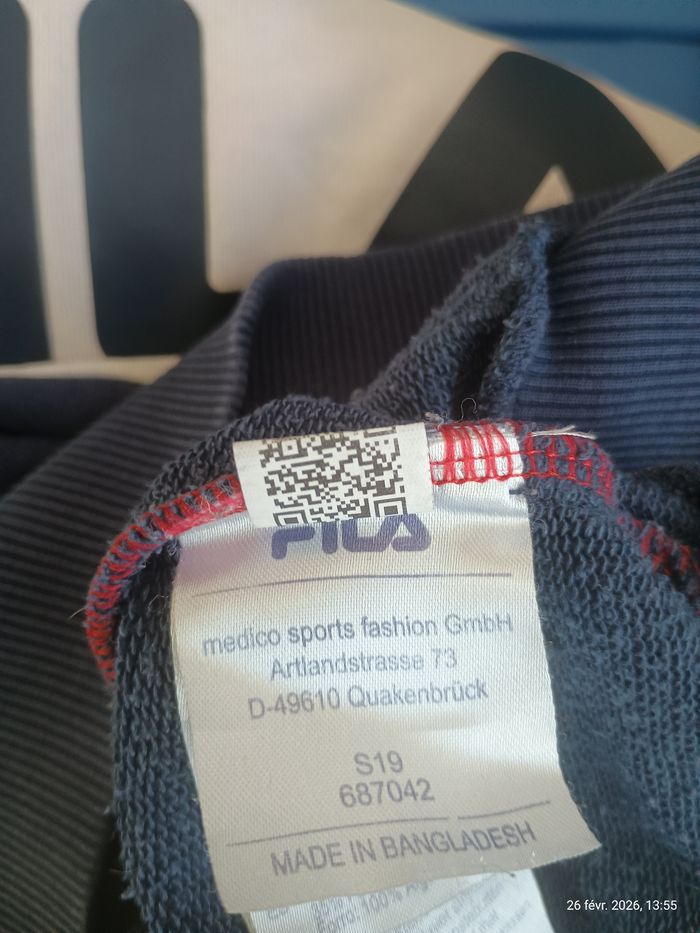 FILA
medico sports fashion GmbH
Artlandstrasse 73
D-49610 Quakenbrück
S19
687042
MADE IN BANGLADESH
100%
26 févr. 2026, 13:55